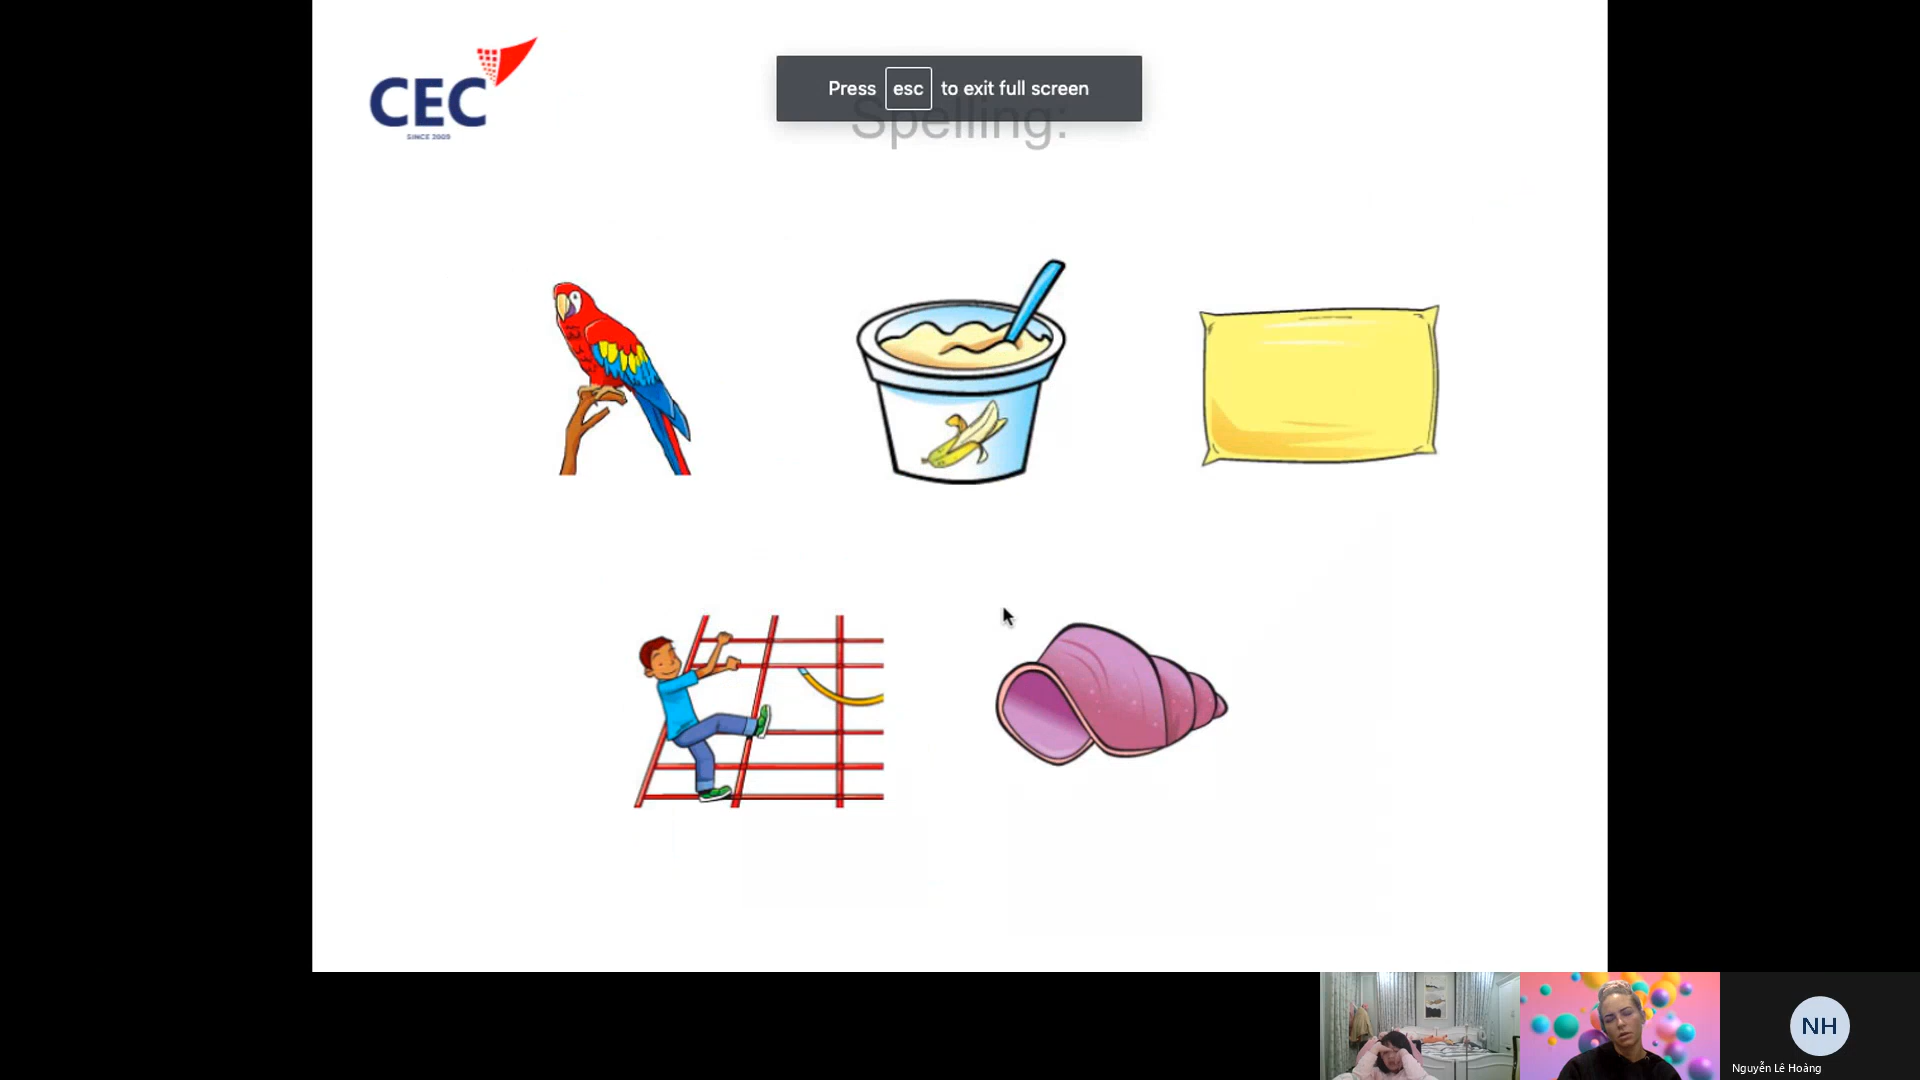 CEC
SINCE 2009
Press esc to exit full screen
Spelling:
NH
Nguyễn Lê Hoàng